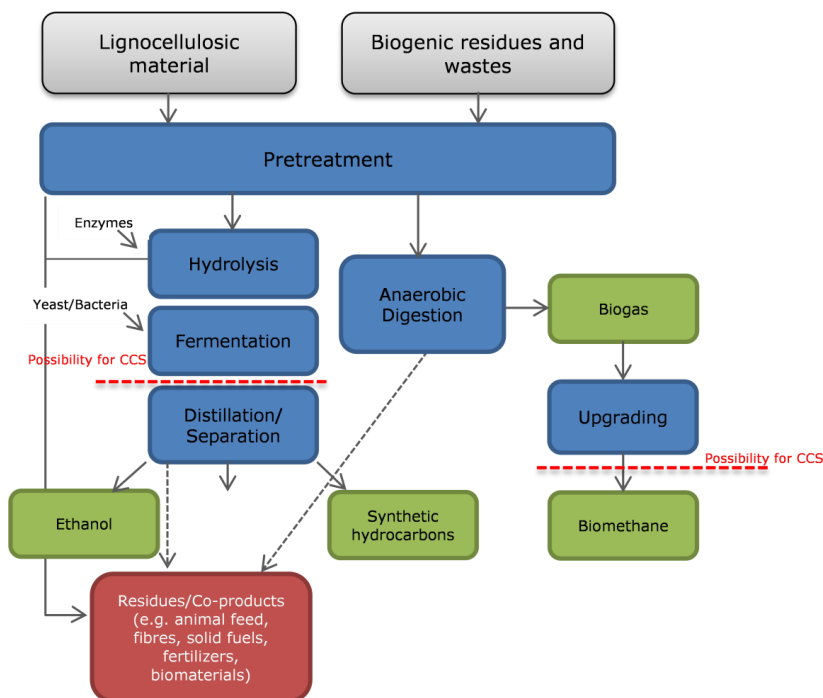 Lignocellulosic
material
Biogenic residues and
wastes
Pretreatment
Enzymes
Hydrolysis
Anaerobic
Digestion
Yeast/Bacteria
Fermentation
Biogas
Possibility for CCS
Distillation/
Separation
Upgrading
Possibility for CCS
Ethanol
Synthetic
hydrocarbons
Biomethane
Residues/Co-products
(e.g. animal feed,
fibres, solid fuels,
fertilizers,
biomaterials)